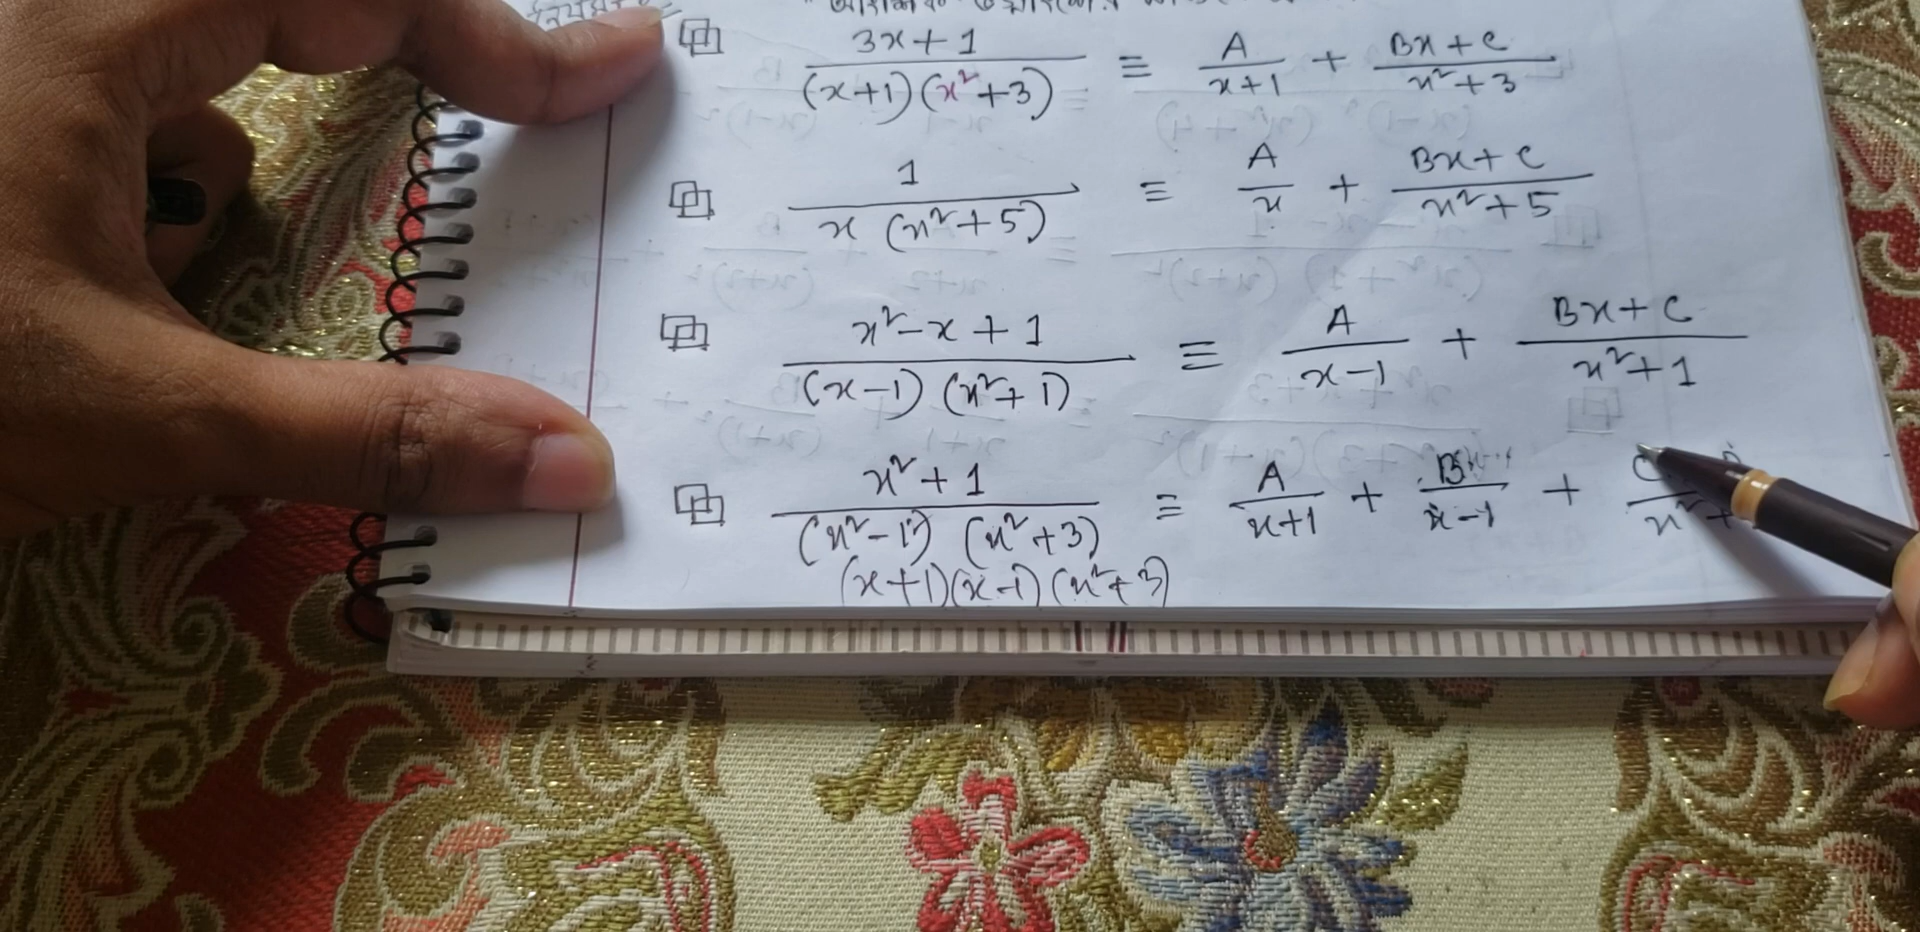 3x + 1 / (x+1)(x²+3) ≡ A / x+1 + Bx + C / x² + 3
1 / x (x² + 5) ≡ A / x + Bx + C / x² + 5
x² - x + 1 / (x-1) (x²+1) ≡ A / x-1 + Bx + C / x² + 1
x² + 1 / (x²-1²) (x²+3) ≡ A / x+1 + B / x-1 + C / x² +
(x+1)(x-1)(x²+3)